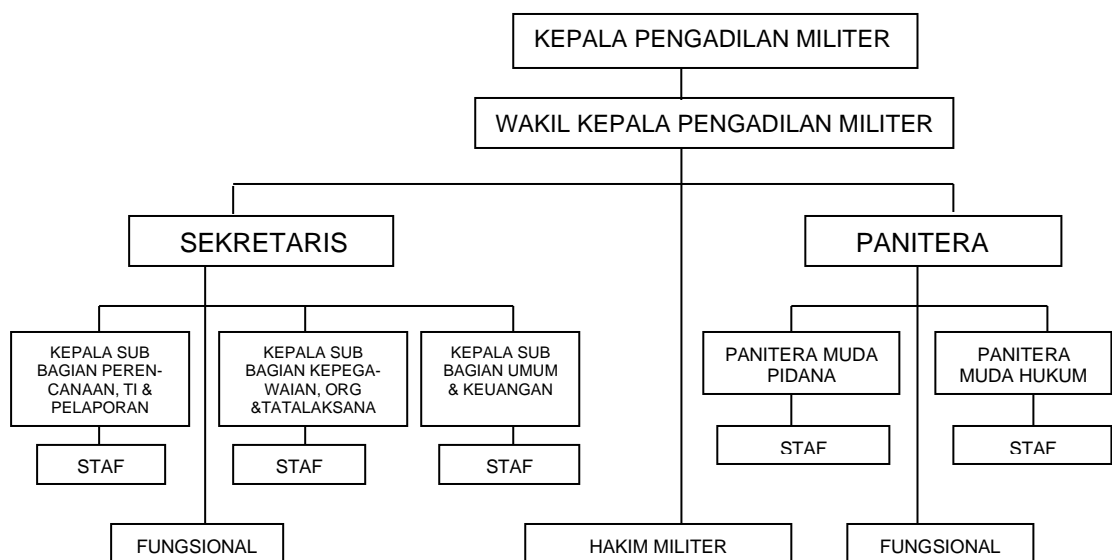 KEPALA PENGADILAN MILITER
WAKIL KEPALA PENGADILAN MILITER
SEKRETARIS
PANITERA
KEPALA SUB
BAGIAN PEREN-
CANAAN, TI &
PELAPORAN
KEPALA SUB
BAGIAN KEPEGA-
WAIAN, ORG
&TATALAKSANA
KEPALA SUB
BAGIAN UMUM
& KEUANGAN
PANITERA MUDA
PIDANA
PANITERA
MUDA HUKUM
STAF
STAF
STAF
STAF
STAF
FUNGSIONAL
HAKIM MILITER
FUNGSIONAL